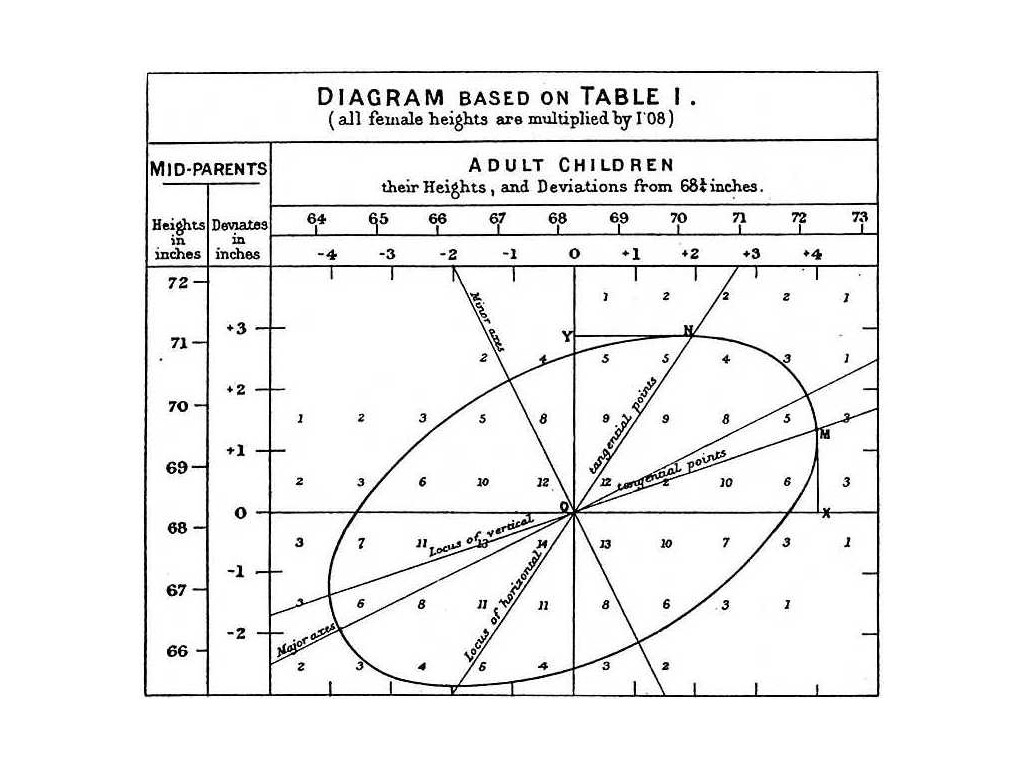 DIAGRAM BASED ON TABLE I.
(all female heights are multiplied by 1'08)
MID-PARENTS
ADULT CHILDREN
their Heights, and Deviations from 68¼ inches.
Heights in inches
Deviates in inches
64 65 66 67 68 69 70 71 72 73
-4 -3 -2 -1 0 +1 +2 +3 +4
72
1 2 2 2 1
Minor axes
+3
Y N
71
2 4 5 5 4 3 1
+2
70
1 2 3 5 8 9 9 8 5 3
tangential points
M
+1
69
tangential points
2 3 6 10 12 12 2 10 6 3
0
O X
68
Locus of vertical
3 7 11 13 14 13 10 7 3 1
-1
67
Locus of horizontal
3 6 8 11 11 8 6 3 1
-2
Major axes
66
2 3 4 4 3 2